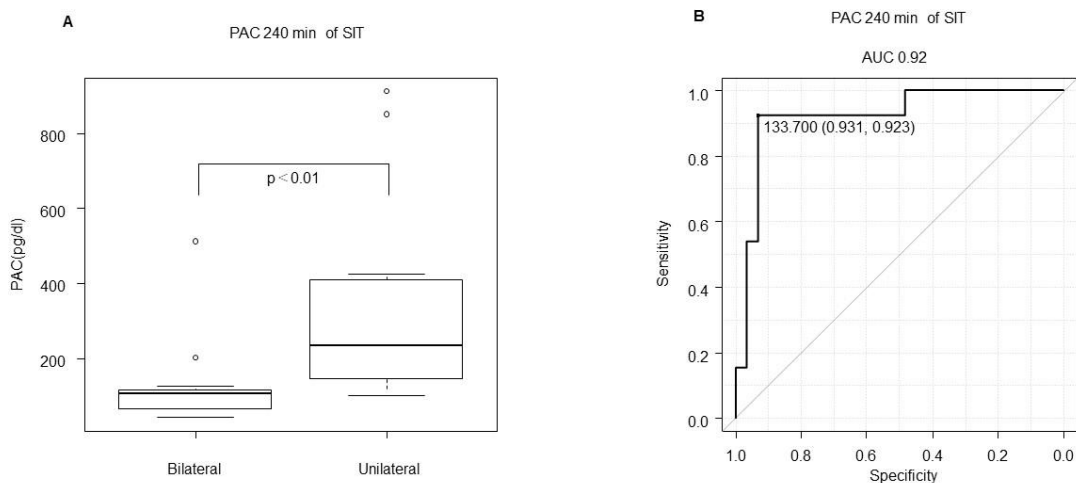 A
PAC 240 min of SIT
PAC(pg/dl)
800
600
400
200
p<0.01
Bilateral
Unilateral
B
PAC 240 min of SIT
AUC 0.92
Sensitivity
1.0
0.8
0.6
0.4
0.2
0.0
133.700 (0.931, 0.923)
1.0
0.8
0.6
0.4
0.2
0.0
Specificity